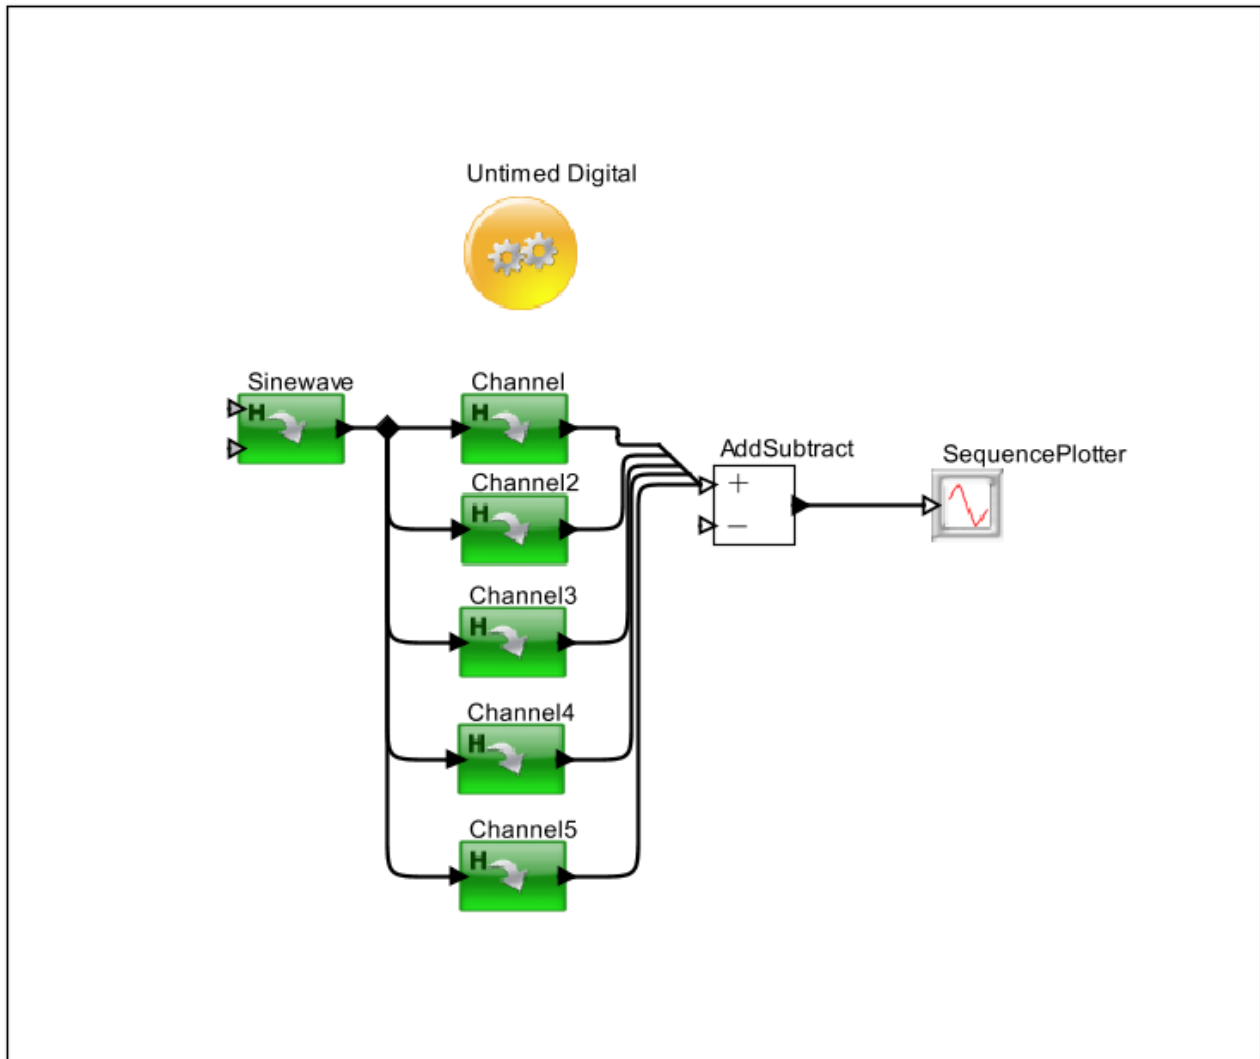 Untimed Digital
Sinewave
H
Channel
H
Channel2
H
Channel3
H
Channel4
H
Channel5
H
AddSubtract
+
−
SequencePlotter